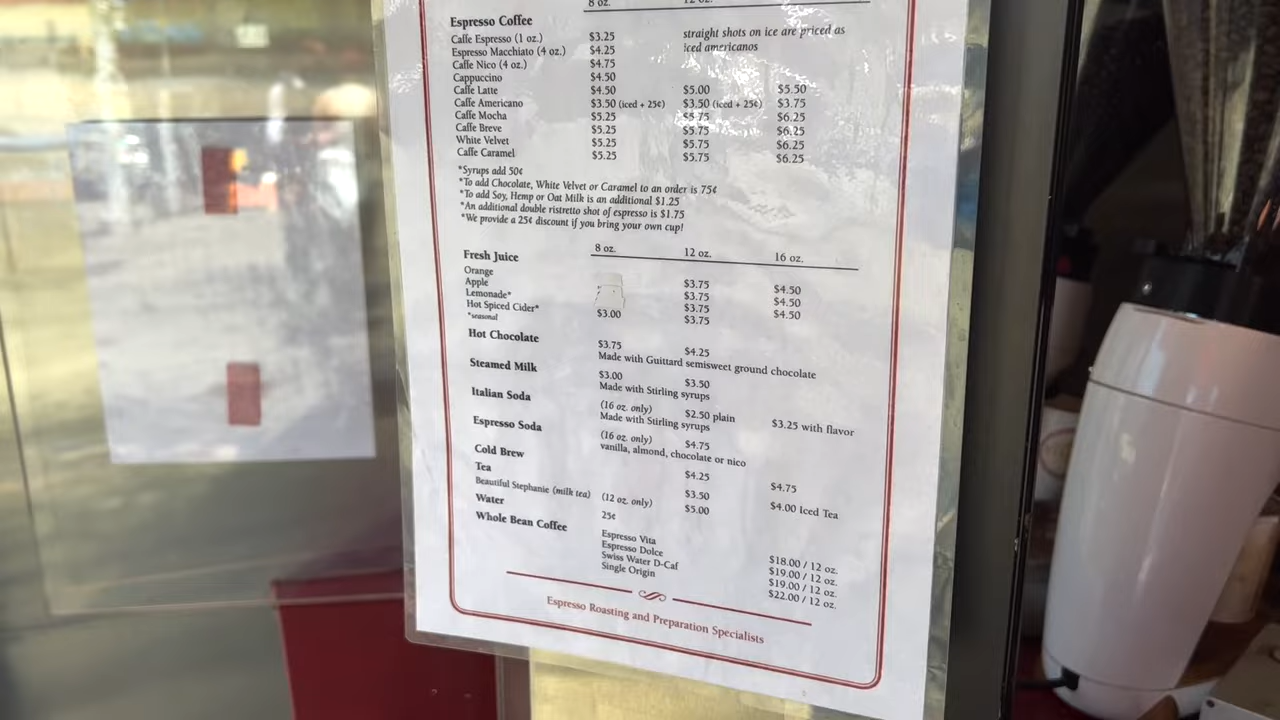 8 oz. 12 oz.
Espresso Coffee
Caffe Espresso (1 oz.) $3.25 straight shots on ice are priced as
Espresso Macchiato (4 oz.) $4.25 iced americanos
Caffe Nico (4 oz.) $4.75
Cappuccino $4.50
Caffe Latte $4.50 $5.00 $5.50
Caffe Americano $3.50 (iced + 25¢) $3.50 (iced + 25¢) $3.75
Caffe Mocha $5.25 $5.75 $6.25
Caffe Breve $5.25 $5.75 $6.25
White Velvet $5.25 $5.75 $6.25
Caffe Caramel $5.25 $5.75 $6.25
*Syrups add 50¢
*To add Chocolate, White Velvet or Caramel to an order is 75¢
*To add Soy, Hemp or Oat Milk is an additional $1.25
*An additional double ristretto shot of espresso is $1.75
*We provide a 25¢ discount if you bring your own cup!
Fresh Juice 8 oz. 12 oz. 16 oz.
Orange $3.75 $4.50
Apple $3.75 $4.50
Lemonade* $3.75 $4.50
Hot Spiced Cider* $3.00 $3.75
*seasonal
Hot Chocolate $3.75 $4.25
Made with Guittard semisweet ground chocolate
Steamed Milk $3.00 $3.50
Made with Stirling syrups
Italian Soda (16 oz. only) $2.50 plain $3.25 with flavor
Made with Stirling syrups
Espresso Soda (16 oz. only) $4.75
vanilla, almond, chocolate or nico
Cold Brew $4.25 $4.75
Tea $3.50 $4.00 Iced Tea
Beautiful Stephanie (milk tea) (12 oz. only) $5.00
Water 25¢
Whole Bean Coffee
Espresso Vita $18.00 / 12 oz.
Espresso Dolce $19.00 / 12 oz.
Swiss Water D-Caf $19.00 / 12 oz.
Single Origin $22.00 / 12 oz.
Espresso Roasting and Preparation Specialists